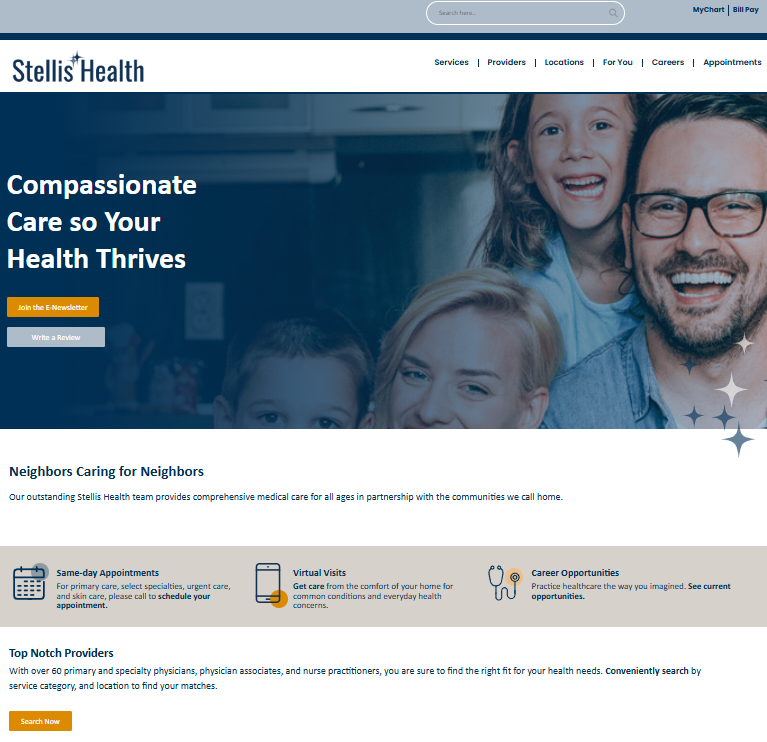 Search here..
MyChart | Bill Pay
Stellis Health
Services | Providers | Locations | For You | Careers | Appointments
Compassionate
Care so Your
Health Thrives
Join the E-Newsletter
Write a Review
Neighbors Caring for Neighbors
Our outstanding Stellis Health team provides comprehensive medical care for all ages in partnership with the communities we call home.
Same-day Appointments
For primary care, select specialties, urgent care,
and skin care, please call to schedule your
appointment.
Virtual Visits
Get care from the comfort of your home for
common conditions and everyday health
concerns.
Career Opportunities
Practice healthcare the way you imagined. See current
opportunities.
Top Notch Providers
With over 60 primary and specialty physicians, physician associates, and nurse practitioners, you are sure to find the right fit for your health needs. Conveniently search by
service category, and location to find your matches.
Search Now